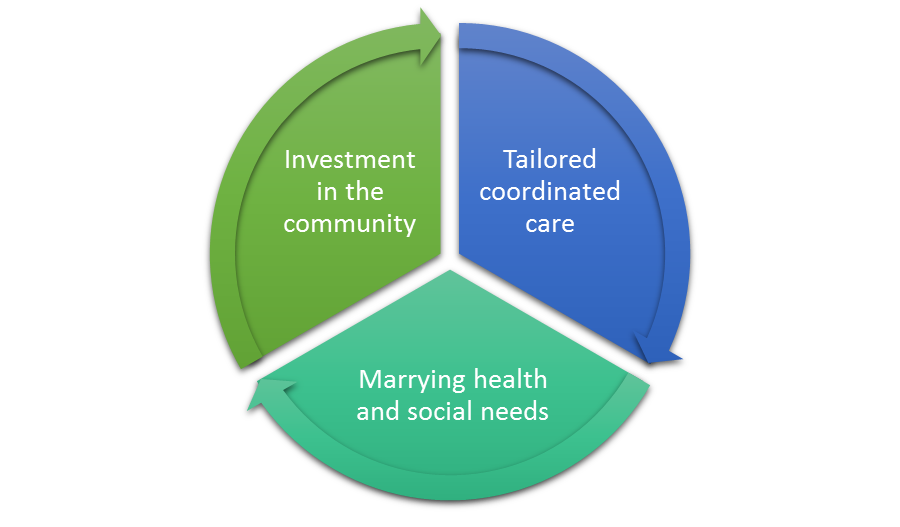 Investment
in the
community
Tailored
coordinated
care
Marrying health
and social needs